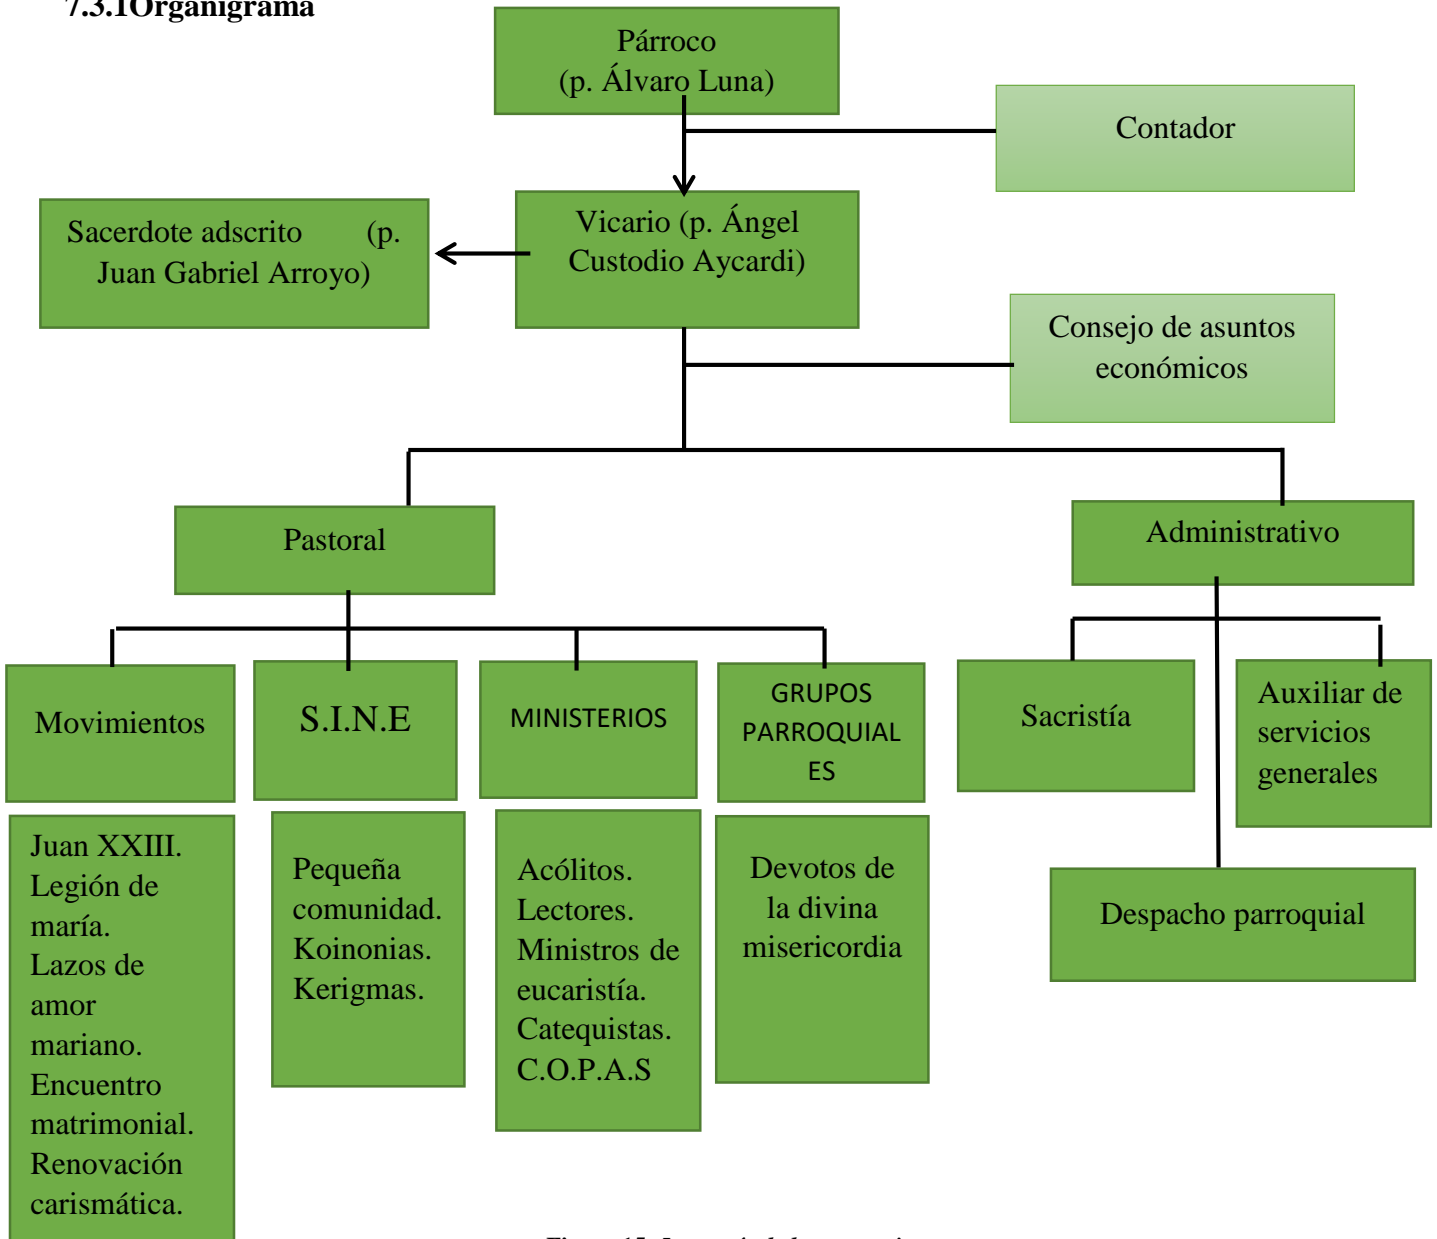 7.3.1Organigrama
Párroco
(p. Álvaro Luna)
Contador
Sacerdote adscrito (p.
Juan Gabriel Arroyo)
Vicario (p. Ángel
Custodio Aycardi)
Consejo de asuntos
económicos
Pastoral
Administrativo
Movimientos
S.I.N.E
MINISTERIOS
GRUPOS
PARROQUIAL
ES
Sacristía
Auxiliar de
servicios
generales
Juan XXIII.
Legión de
maría.
Lazos de
amor
mariano.
Encuentro
matrimonial.
Renovación
carismática.
Pequeña
comunidad.
Koinonias.
Kerigmas.
Acólitos.
Lectores.
Ministros de
eucaristía.
Catequistas.
C.O.P.A.S
Devotos de
la divina
misericordia
Despacho parroquial